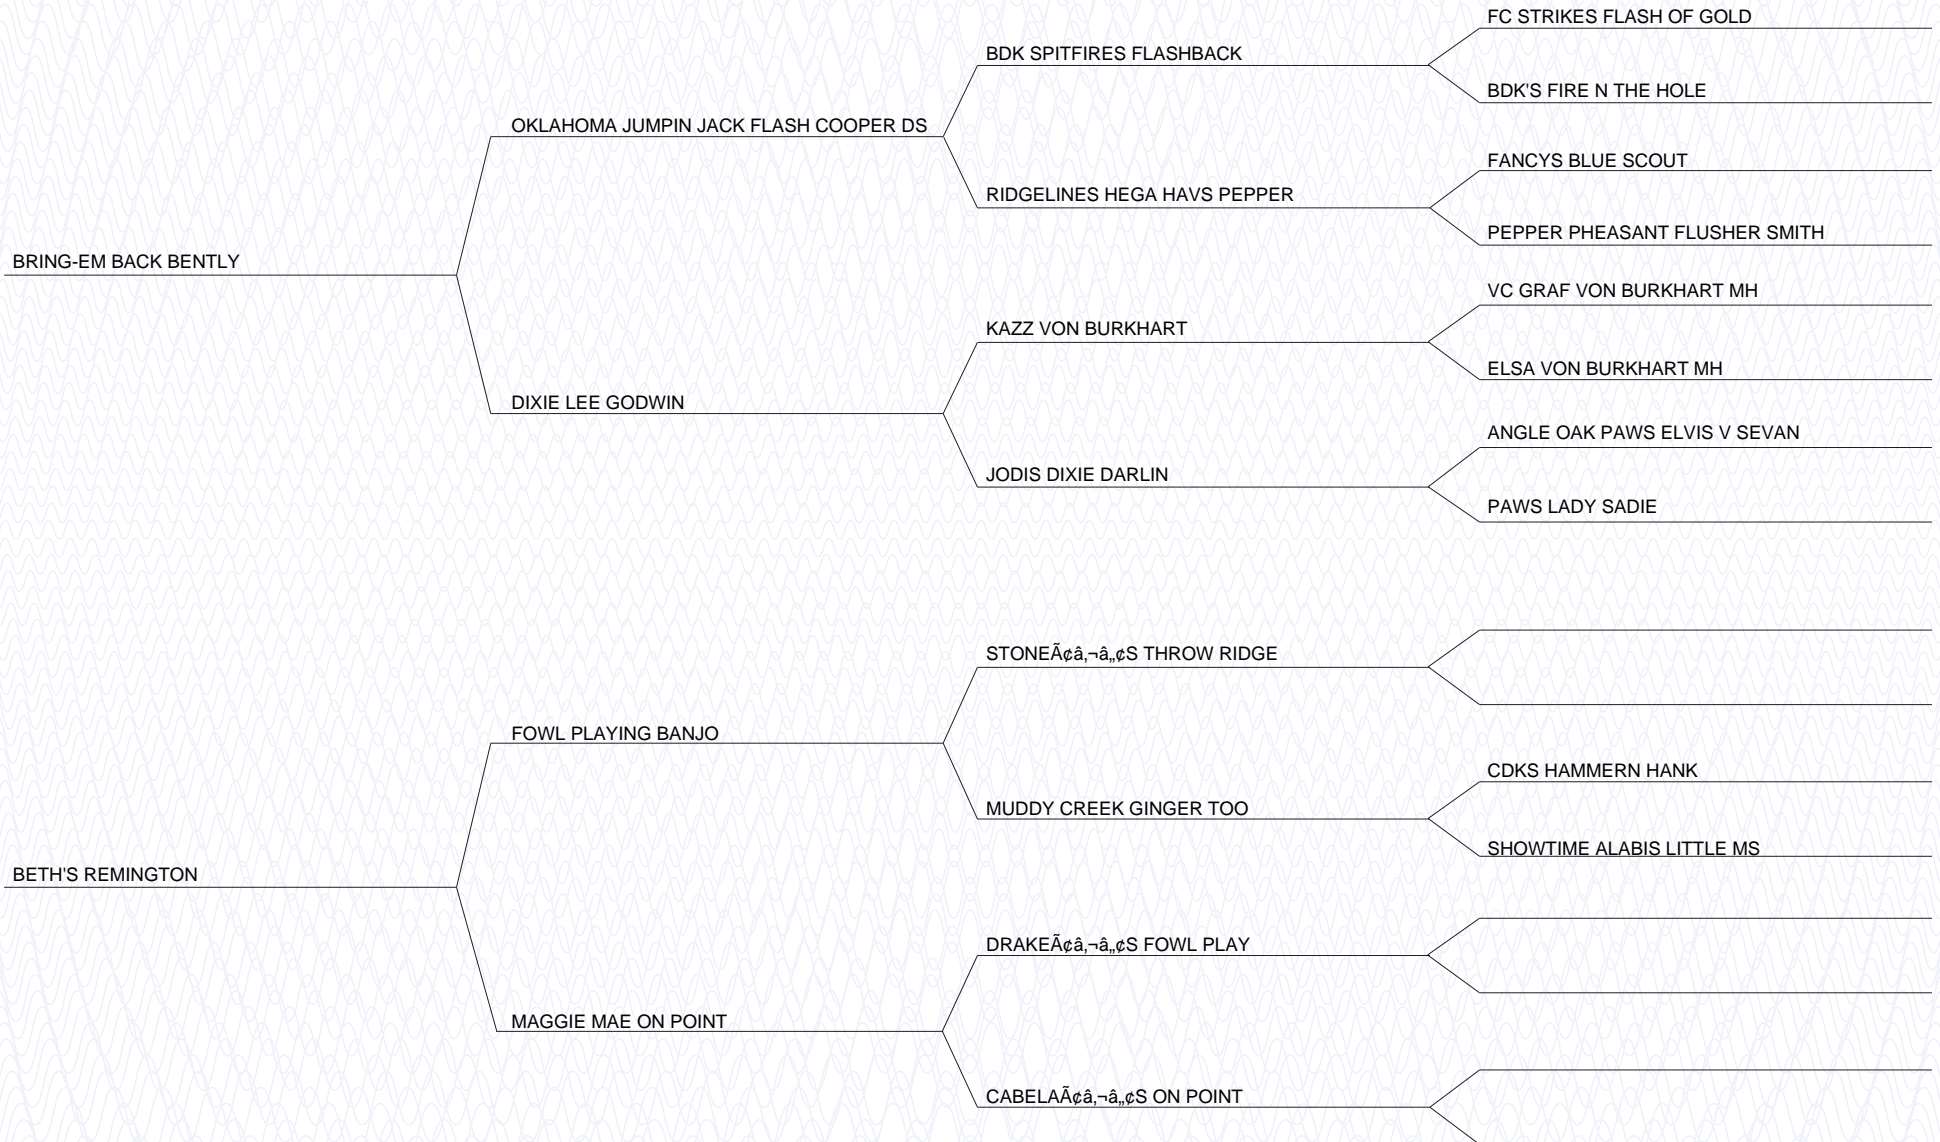 FC STRIKES FLASH OF GOLD
BDK SPITFIRES FLASHBACK
BDK'S FIRE N THE HOLE
OKLAHOMA JUMPIN JACK FLASH COOPER DS
FANCYS BLUE SCOUT
RIDGELINES HEGA HAVS PEPPER
PEPPER PHEASANT FLUSHER SMITH
BRING-EM BACK BENTLY
VC GRAF VON BURKHART MH
KAZZ VON BURKHART
ELSA VON BURKHART MH
DIXIE LEE GODWIN
ANGLE OAK PAWS ELVIS V SEVAN
JODIS DIXIE DARLIN
PAWS LADY SADIE
STONEÃ¢â‚¬â„¢S THROW RIDGE
FOWL PLAYING BANJO
CDKS HAMMERN HANK
MUDDY CREEK GINGER TOO
SHOWTIME ALABIS LITTLE MS
BETH'S REMINGTON
DRAKEÃ¢â‚¬â„¢S FOWL PLAY
MAGGIE MAE ON POINT
CABELAÃ¢â‚¬â„¢S ON POINT